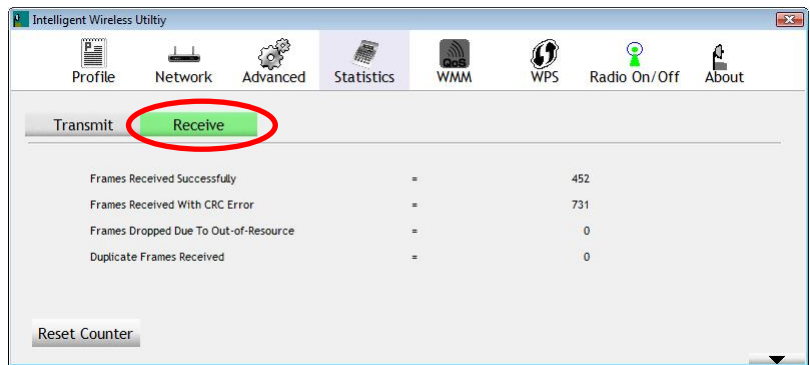 Intelligent Wireless Utiltiy
Profile Network Advanced Statistics QoS WMM WPS Radio On/Off About
Transmit Receive
Frames Received Successfully = 452
Frames Received With CRC Error = 731
Frames Dropped Due To Out-of-Resource = 0
Duplicate Frames Received = 0
Reset Counter